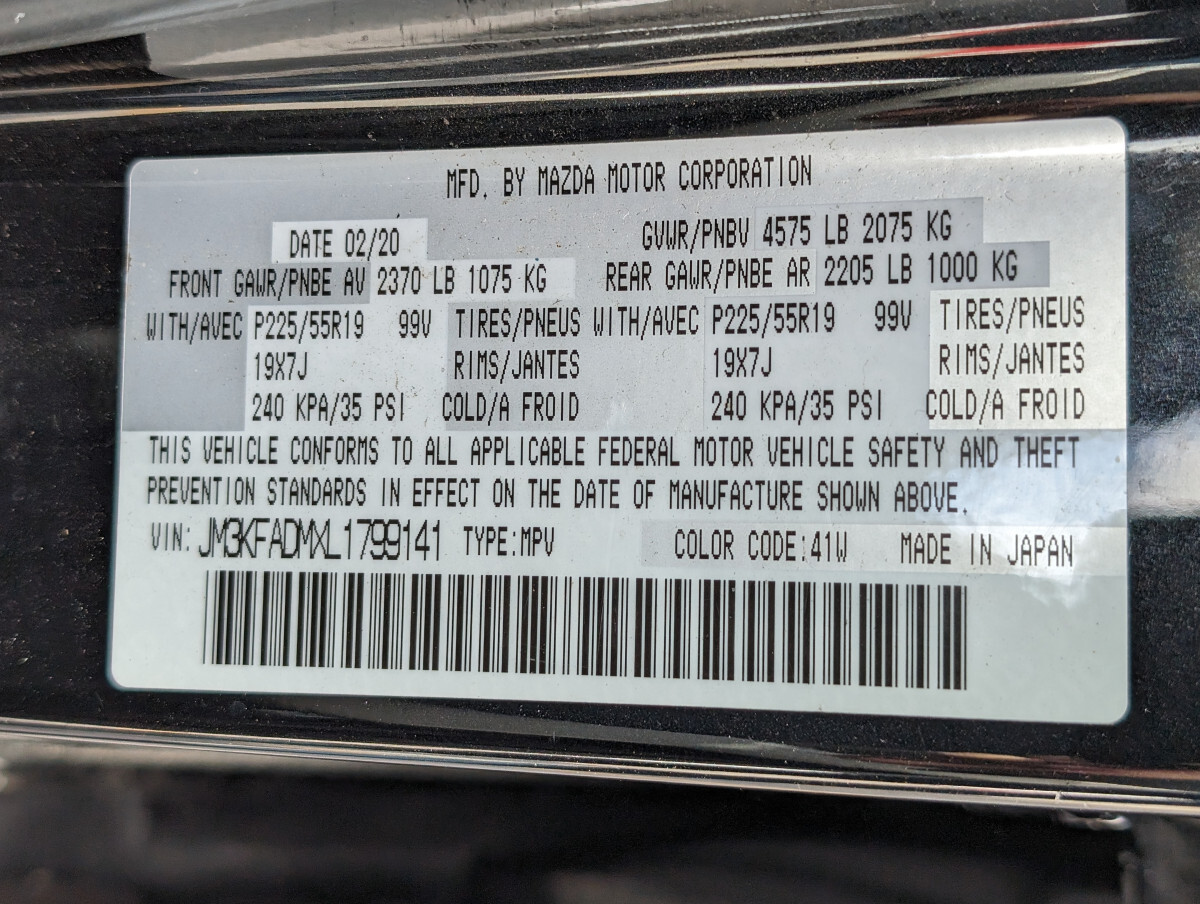 MFD. BY MAZDA MOTOR CORPORATION
DATE 02/20 GVWR/PNBV 4575 LB 2075 KG
FRONT GAWR/PNBE AV 2370 LB 1075 KG REAR GAWR/PNBE AR 2205 LB 1000 KG
WITH/AVEC P225/55R19 99V TIRES/PNEUS WITH/AVEC P225/55R19 99V TIRES/PNEUS
19X7J RIMS/JANTES 19X7J RIMS/JANTES
240 KPA/35 PSI COLD/A FROID 240 KPA/35 PSI COLD/A FROID
THIS VEHICLE CONFORMS TO ALL APPLICABLE FEDERAL MOTOR VEHICLE SAFETY AND THEFT
PREVENTION STANDARDS IN EFFECT ON THE DATE OF MANUFACTURE SHOWN ABOVE.
VIN: JM3KFADMXL1799141 TYPE:MPV COLOR CODE:41W MADE IN JAPAN